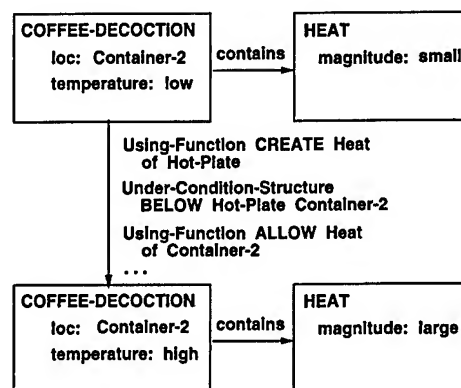 COFFEE-DECOCTION
loc: Container-2
temperature: low
contains
HEAT
magnitude: small
Using-Function CREATE Heat
of Hot-Plate
Under-Condition-Structure
BELOW Hot-Plate Container-2
Using-Function ALLOW Heat
of Container-2
...
COFFEE-DECOCTION
loc: Container-2
temperature: high
contains
HEAT
magnitude: large